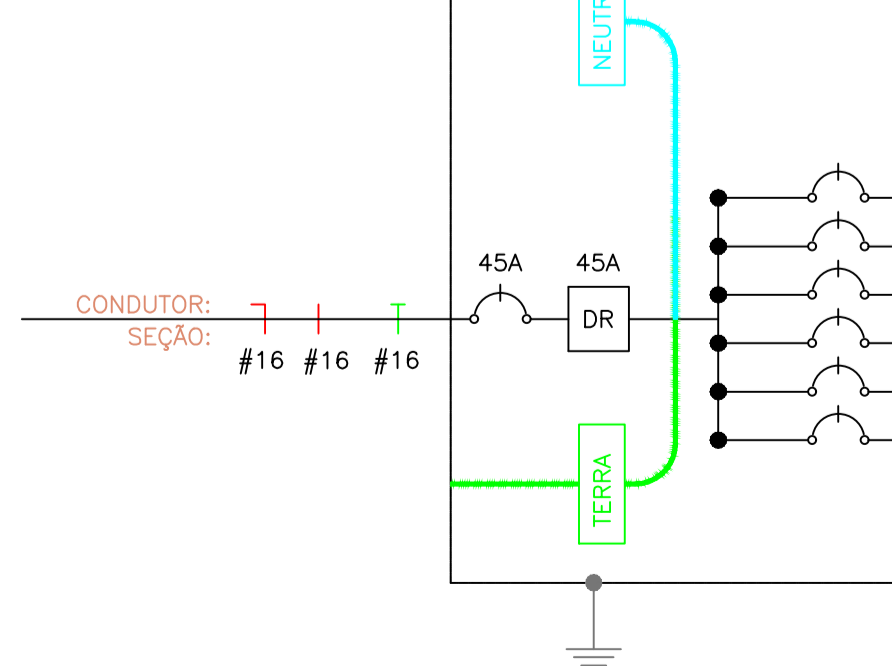 NEUTR
45A
45A
CONDUTOR:
SEÇÃO:
DR
#16
#16
#16
TERRA